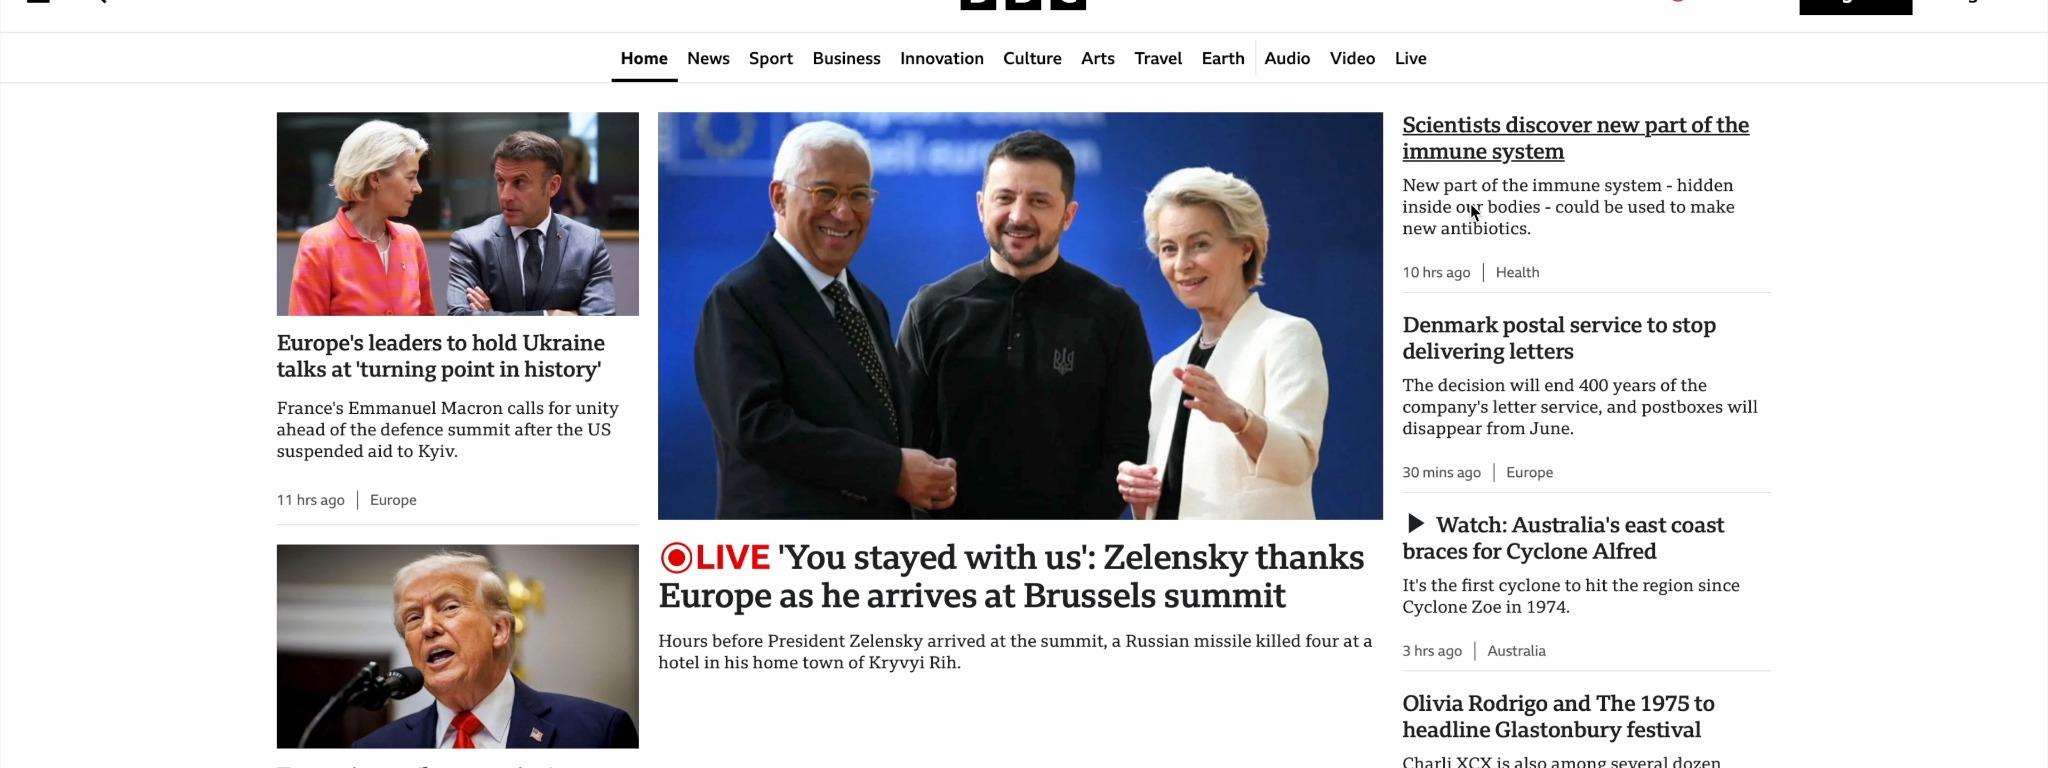 BBC
Home News Sport Business Innovation Culture Arts Travel Earth Audio Video Live
Europe's leaders to hold Ukraine
talks at 'turning point in history'
France's Emmanuel Macron calls for unity
ahead of the defence summit after the US
suspended aid to Kyiv.
11 hrs ago | Europe
LIVE 'You stayed with us': Zelensky thanks
Europe as he arrives at Brussels summit
Hours before President Zelensky arrived at the summit, a Russian missile killed four at a
hotel in his home town of Kryvyi Rih.
Scientists discover new part of the
immune system
New part of the immune system - hidden
inside our bodies - could be used to make
new antibiotics.
10 hrs ago | Health
Denmark postal service to stop
delivering letters
The decision will end 400 years of the
company's letter service, and postboxes will
disappear from June.
30 mins ago | Europe
Watch: Australia's east coast
braces for Cyclone Alfred
It's the first cyclone to hit the region since
Cyclone Zoe in 1974.
3 hrs ago | Australia
Olivia Rodrigo and The 1975 to
headline Glastonbury festival
Charli XCX is also among several dozen